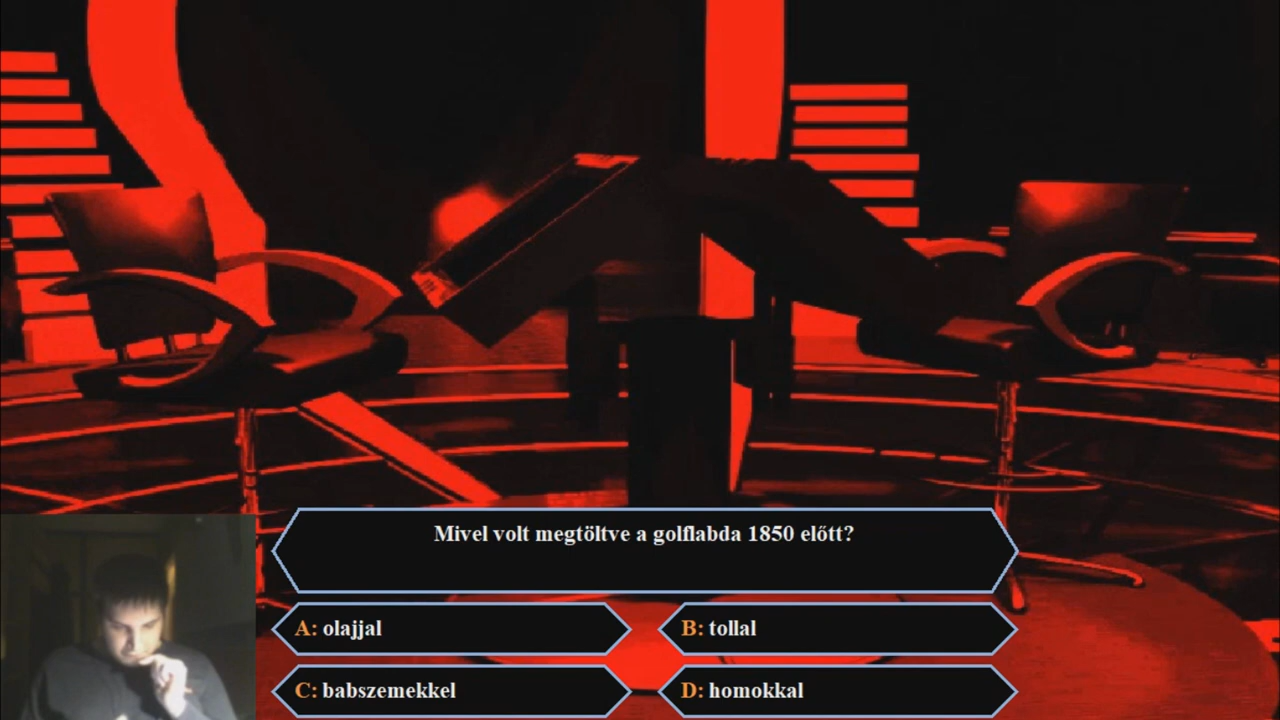 Mivel volt megtöltve a golflabda 1850 előtt?
A: olajjal
B: tollal
C: babszemekkel
D: homokkal